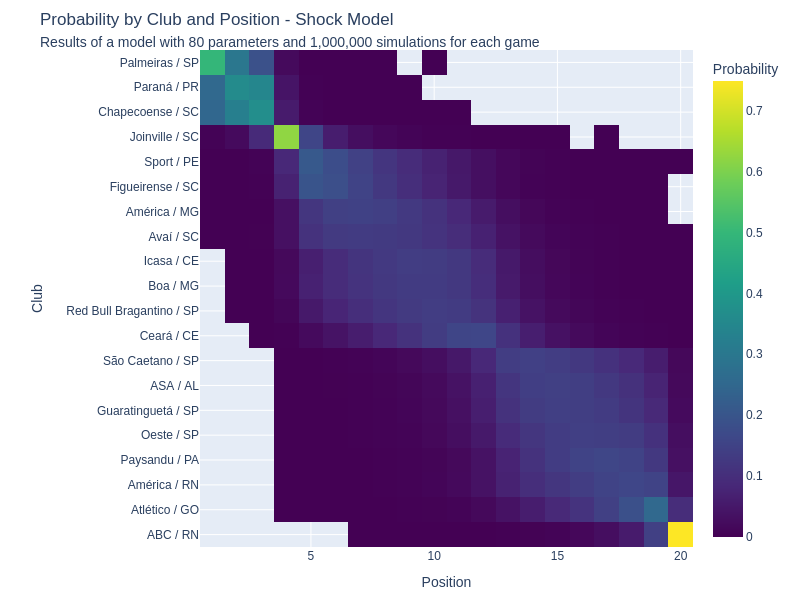 Probability by Club and Position - Shock Model
Results of a model with 80 parameters and 1,000,000 simulations for each game
Probability
Club
Palmeiras / SP
Paraná / PR
Chapecoense / SC
Joinville / SC
Sport / PE
Figueirense / SC
América / MG
Avaí / SC
Icasa / CE
Boa / MG
Red Bull Bragantino / SP
Ceará / CE
São Caetano / SP
ASA / AL
Guaratinguetá / SP
Oeste / SP
Paysandu / PA
América / RN
Atlético / GO
ABC / RN
0.7
0.6
0.5
0.4
0.3
0.2
0.1
0
5 10 15 20
Position